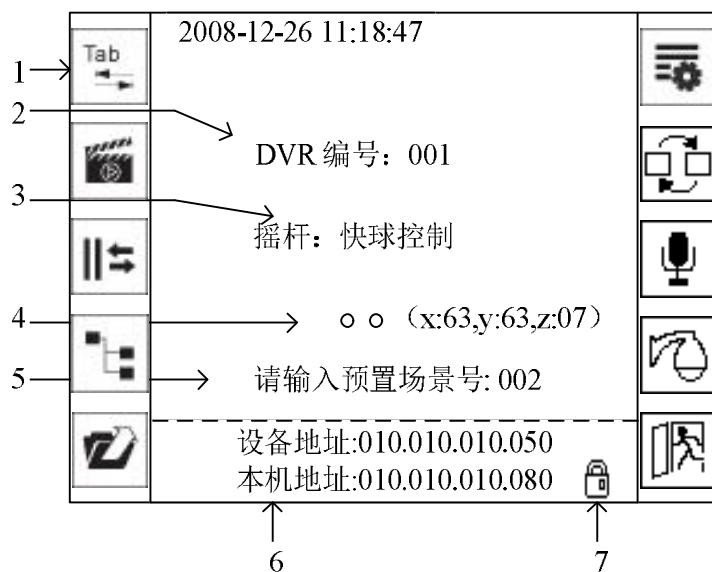 2008-12-26 11:18:47
Tab
1
2
DVR 编号：001
3
摇杆：快球控制
4
（x:63,y:63,z:07）
5
请输入预置场景号: 002
设备地址:010.010.010.050
本机地址:010.010.010.080
6
7